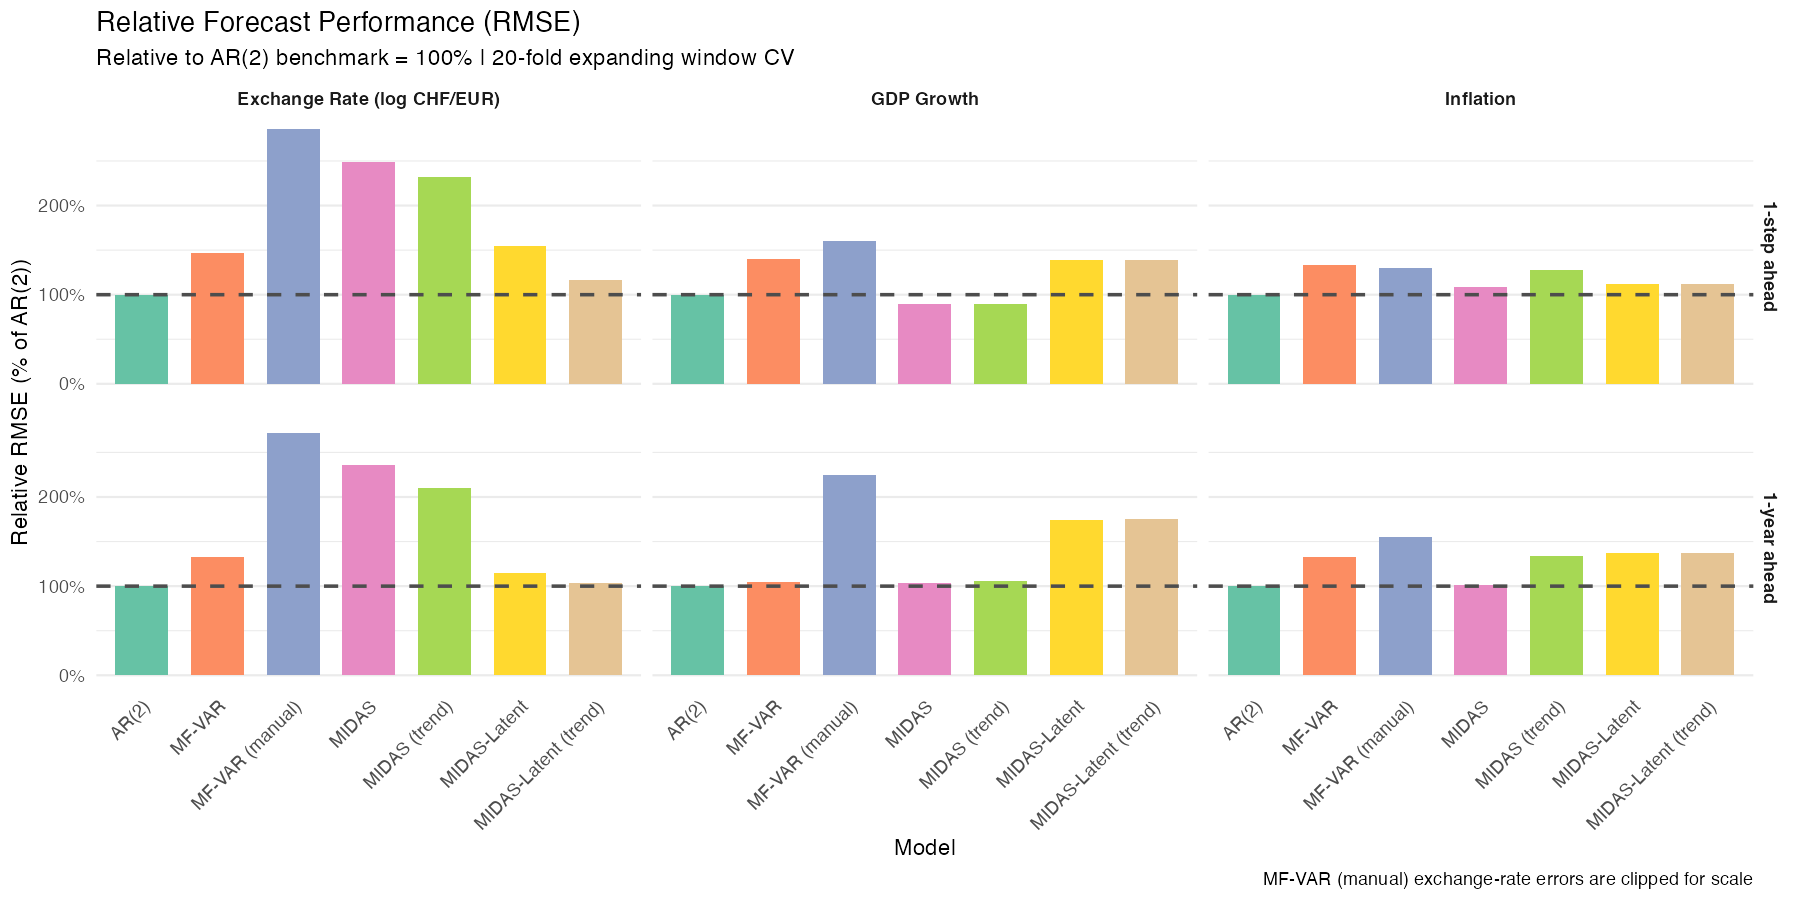 Relative Forecast Performance (RMSE)
Relative to AR(2) benchmark = 100% | 20-fold expanding window CV
Exchange Rate (log CHF/EUR)
GDP Growth
Inflation
Relative RMSE (% of AR(2))
200%
100%
0%
1-step ahead
200%
100%
0%
1-year ahead
AR(2)
MF-VAR
MF-VAR (manual)
MIDAS
MIDAS (trend)
MIDAS-Latent
MIDAS-Latent (trend)
AR(2)
MF-VAR
MF-VAR (manual)
MIDAS
MIDAS (trend)
MIDAS-Latent
MIDAS-Latent (trend)
AR(2)
MF-VAR
MF-VAR (manual)
MIDAS
MIDAS (trend)
MIDAS-Latent
MIDAS-Latent (trend)
Model
MF-VAR (manual) exchange-rate errors are clipped for scale